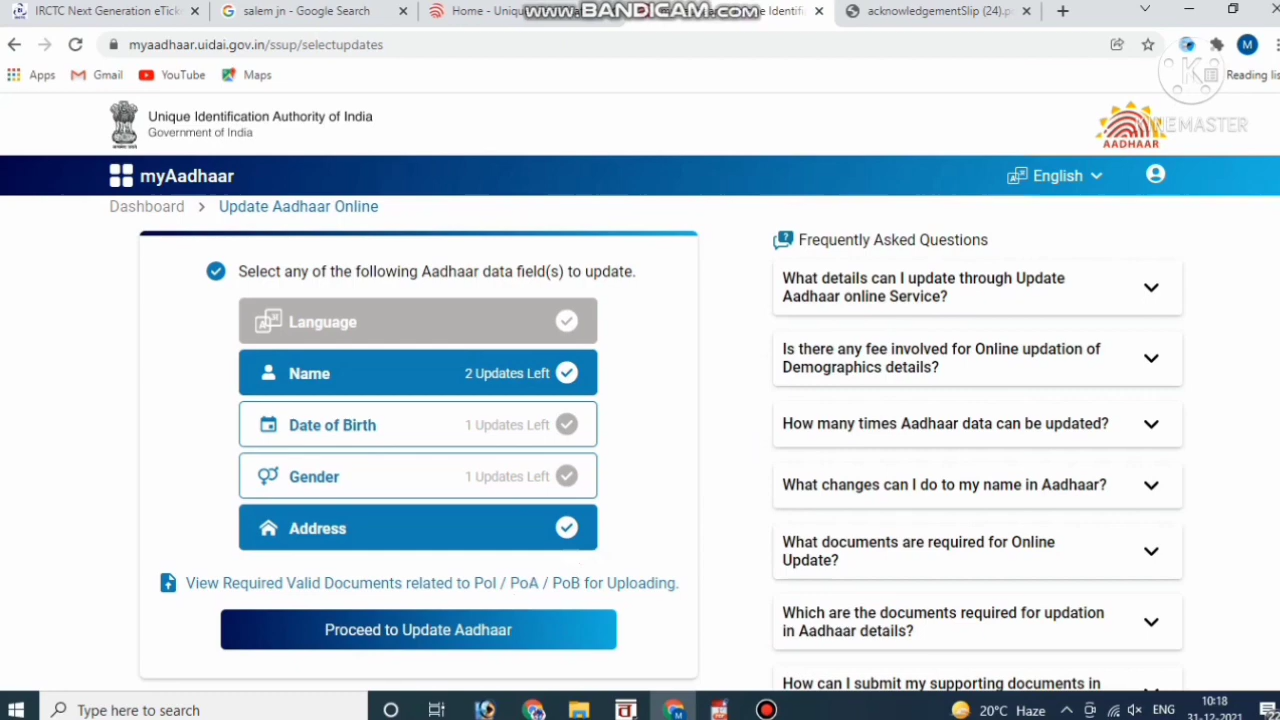 IRCTC Next Generation eTick
salem jn - Google Search
Home - Uniqu
Identifi
acknowledgementSlip (24).p
www.BANDICAM.com
myaadhaar.uidai.gov.in/ssup/selectupdates
M
Apps
Gmail
YouTube
Maps
Reading lis
K
KINEMASTER
Unique Identification Authority of India
Government of India
AADHAAR
myAadhaar
English
Dashboard > Update Aadhaar Online
Select any of the following Aadhaar data field(s) to update.
Language
Name 2 Updates Left
Date of Birth 1 Updates Left
Gender 1 Updates Left
Address
View Required Valid Documents related to PoI / PoA / PoB for Uploading.
Proceed to Update Aadhaar
Frequently Asked Questions
What details can I update through Update
Aadhaar online Service?
Is there any fee involved for Online updation of
Demographics details?
How many times Aadhaar data can be updated?
What changes can I do to my name in Aadhaar?
What documents are required for Online
Update?
Which are the documents required for updation
in Aadhaar details?
How can I submit my supporting documents in
Type here to search
20°C Haze
ENG
10:18
31-12-2021